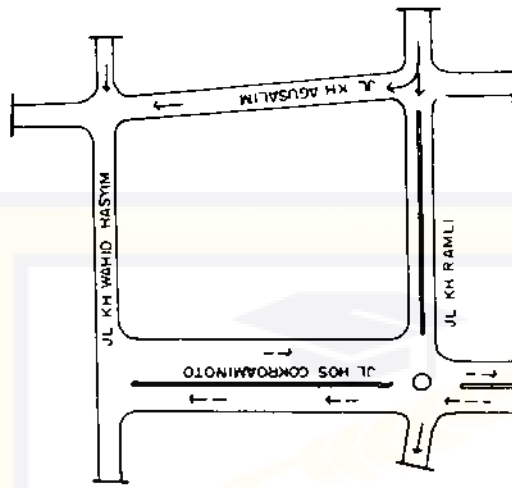 JL KH AGUSALIM
JL KH WAHID HASYIM
JL KH RAMLI
JL HOS COKROAMINOTO